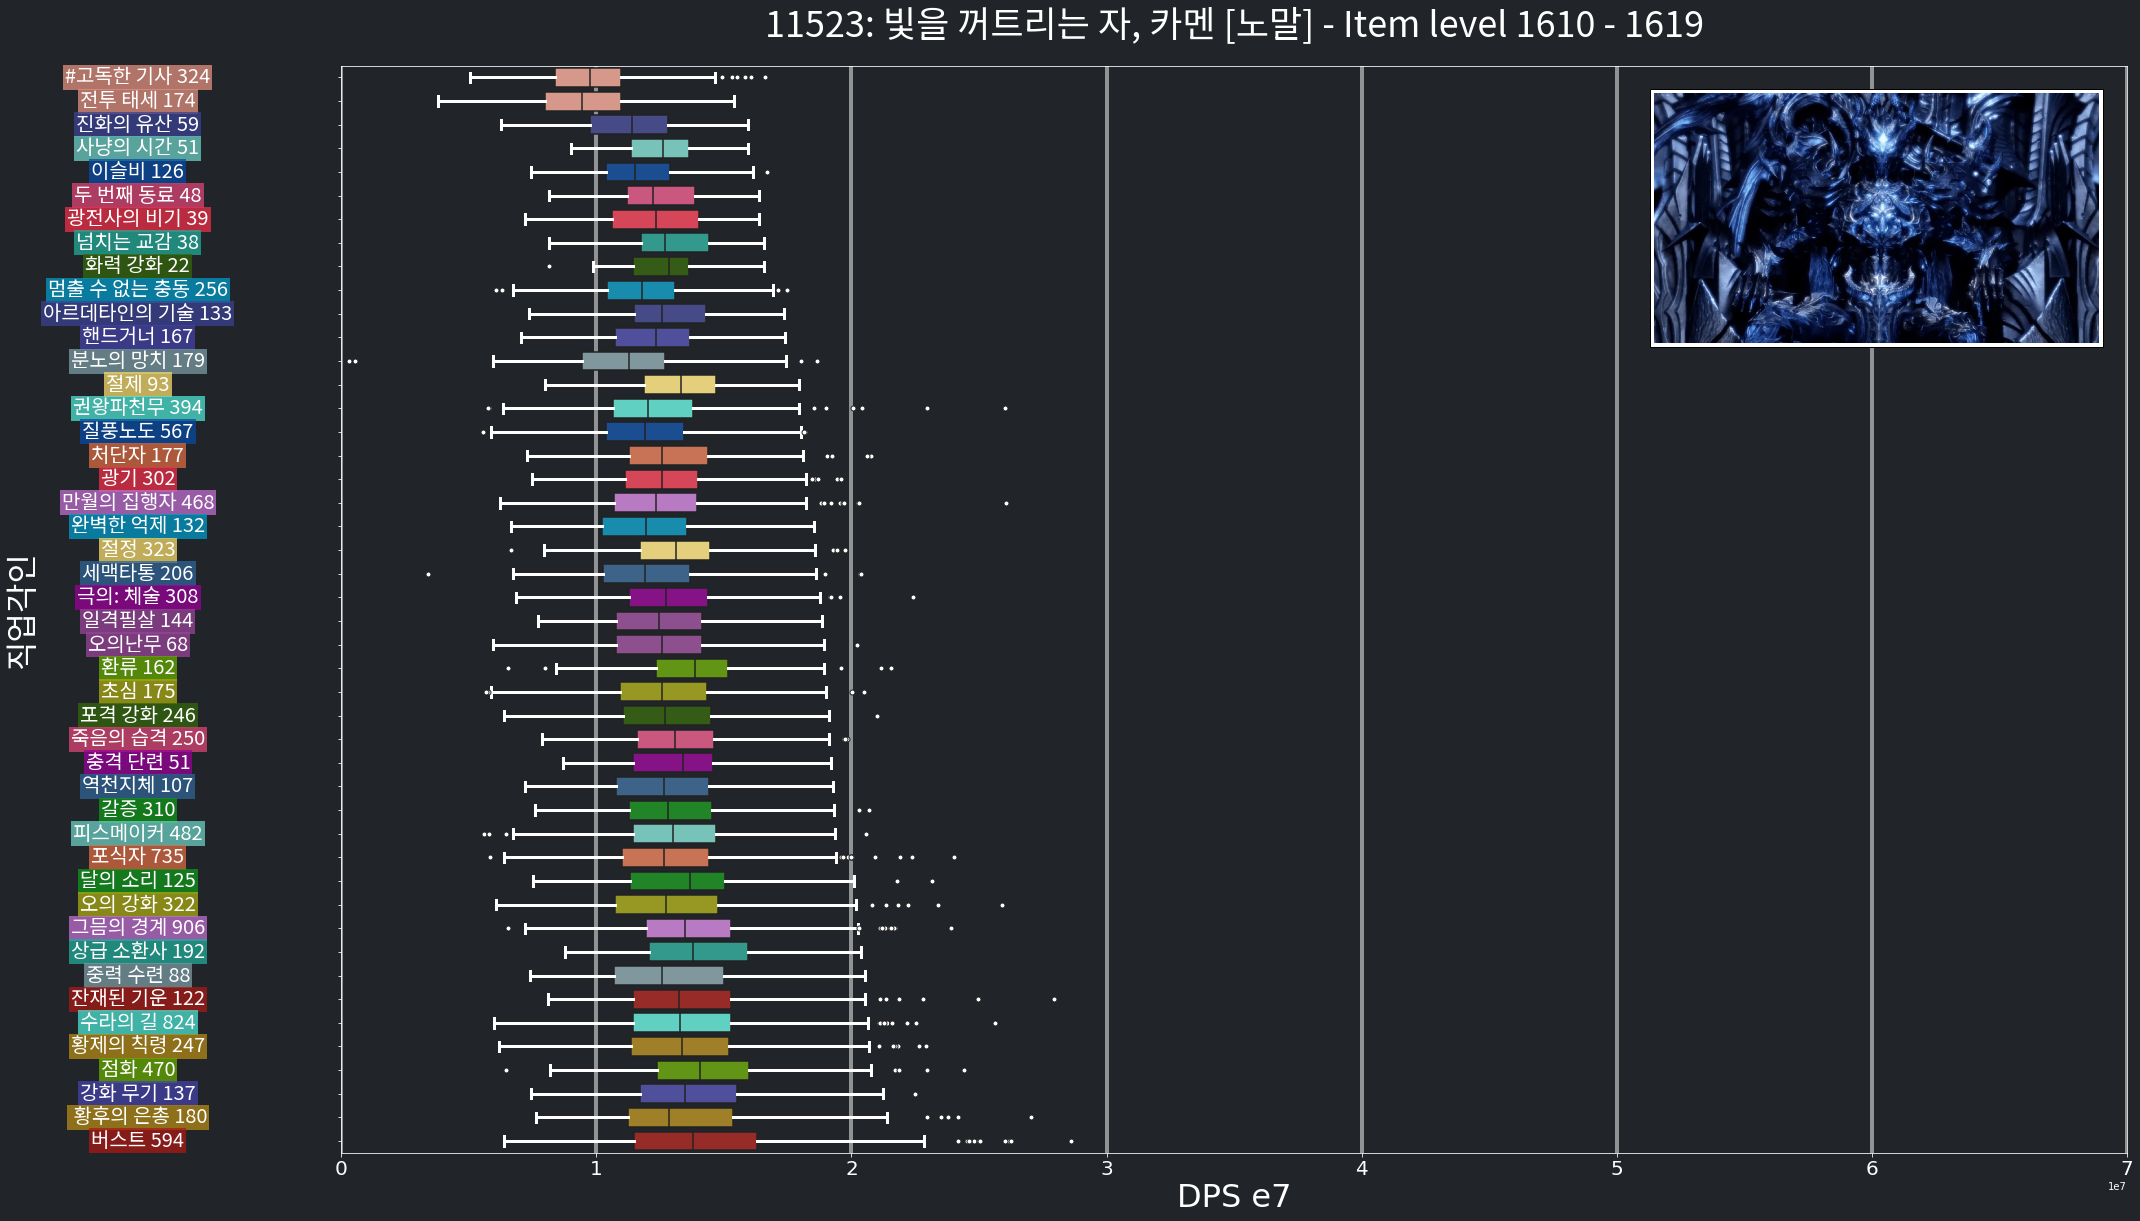 11523: 빛을 꺼트리는 자, 카멘 [노말] - Item level 1610 - 1619
#고독한 기사 324
전투 태세 174
진화의 유산 59
사냥의 시간 51
이슬비 126
두 번째 동료 48
광전사의 비기 39
넘치는 교감 38
화력 강화 22
멈출 수 없는 충동 256
아르데타인의 기술 133
핸드거너 167
분노의 망치 179
절제 93
권왕파천무 394
질풍노도 567
처단자 177
광기 302
만월의 집행자 468
완벽한 억제 132
절정 323
세맥타통 206
극의: 체술 308
일격필살 144
오의난무 68
환류 162
초심 175
포격 강화 246
죽음의 습격 250
충격 단련 51
역천지체 107
갈증 310
피스메이커 482
포식자 735
달의 소리 125
오의 강화 322
그믐의 경계 906
상급 소환사 192
중력 수련 88
잔재된 기운 122
수라의 길 824
황제의 칙령 247
점화 470
강화 무기 137
황후의 은총 180
버스트 594
직업각인
0 1 2 3 4 5 6 7
1e7
DPS e7